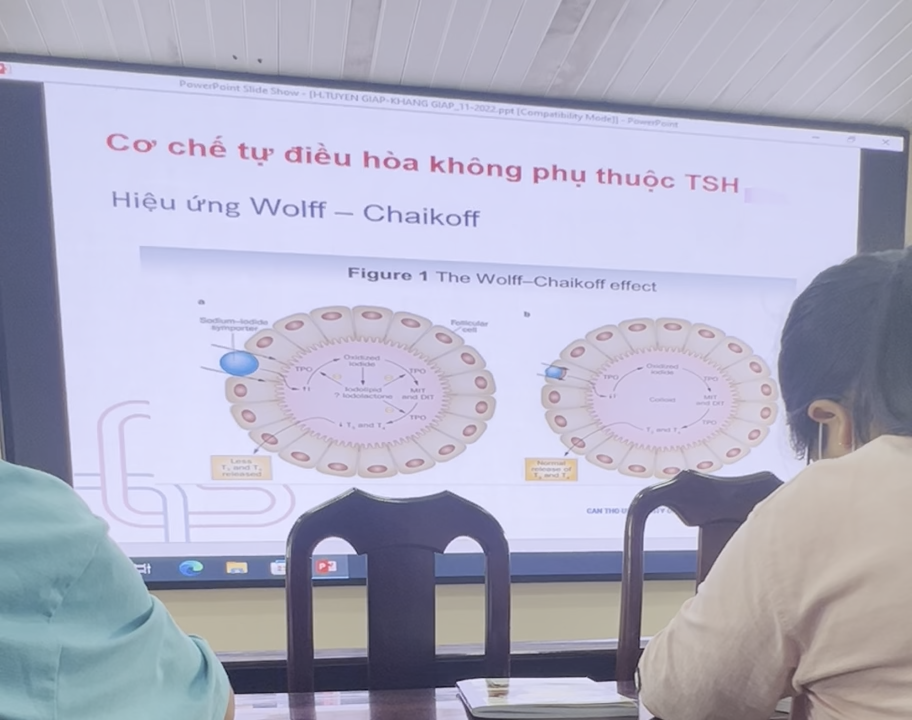 PowerPoint Slide Show - [H.TUYEN GIAP-KHANG GIAP_11-2022.ppt [Compatibility Mode]] - PowerPoint
Cơ chế tự điều hòa không phụ thuộc TSH
Hiệu ứng Wolff – Chaikoff
Figure 1 The Wolff–Chaikoff effect
a
Sodium–iodide
symporter
Follicular
cell
Oxidized
iodide
TPO
TPO
Iodolipid
? Iodolactone
MIT
and DIT
TPO
↓ T₃ and T₄
Less
T₃ and T₄
released
b
Oxidized
iodide
TPO
TPO
Colloid
MIT
and DIT
TPO
T₃ and T₄
Normal
release of
T₃ and T₄
CAN THO